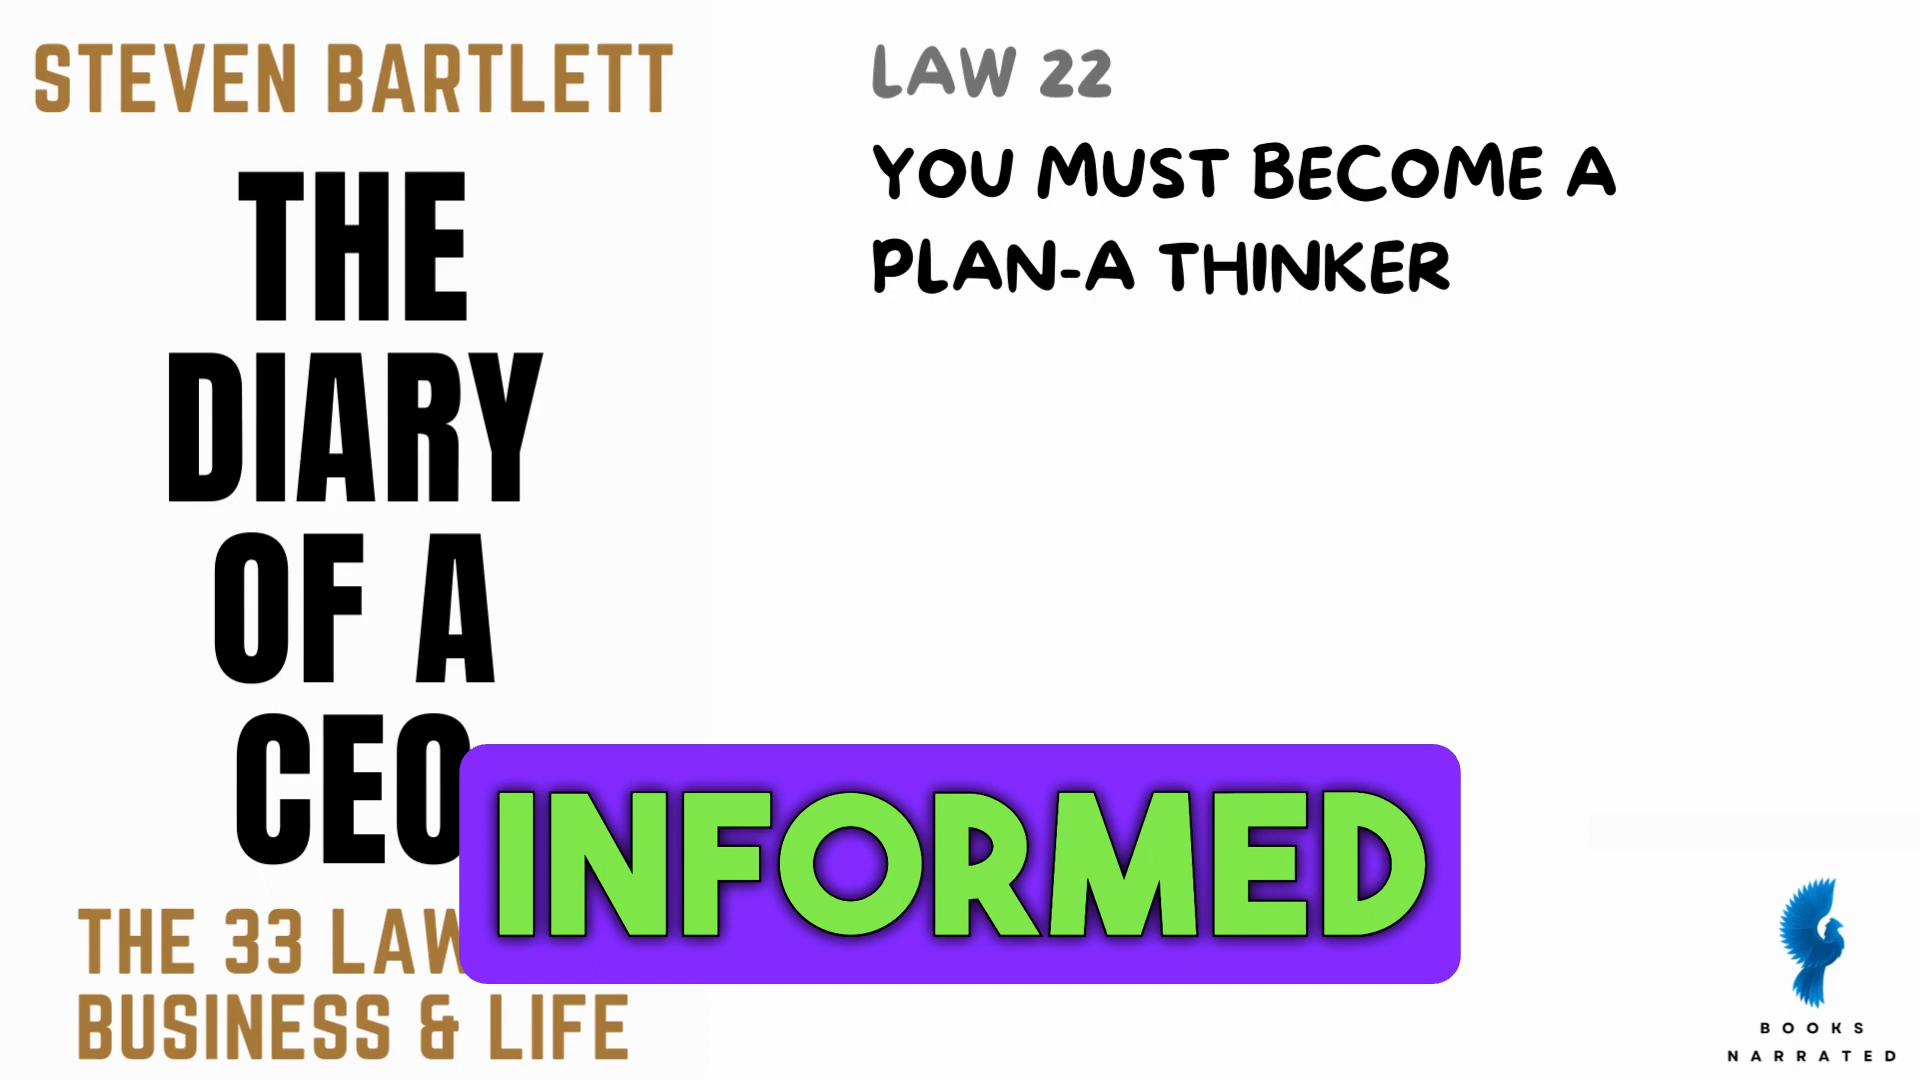 STEVEN BARTLETT
THE
DIARY
OF A
CEO
THE 33 LAW
BUSINESS & LIFE
LAW 22
YOU MUST BECOME A
PLAN-A THINKER
INFORMED
BOOKS
NARRATED